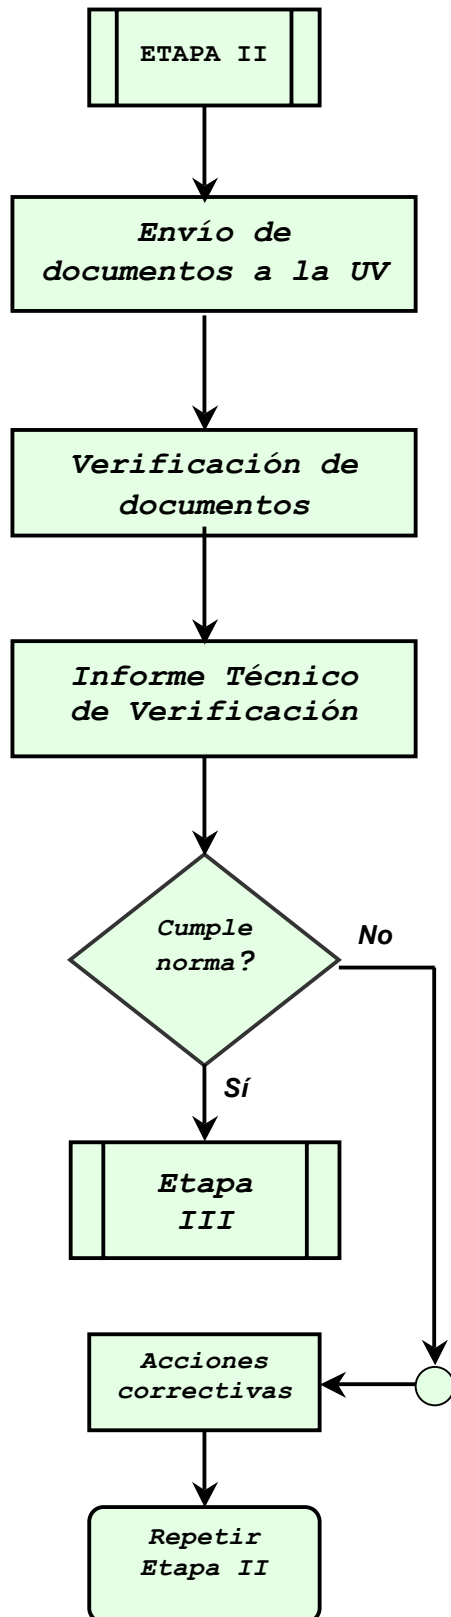 ETAPA II
Envío de
documentos a la UV
Verificación de
documentos
Informe Técnico
de Verificación
Cumple
norma?
No
Sí
Etapa
III
Acciones
correctivas
Repetir
Etapa II